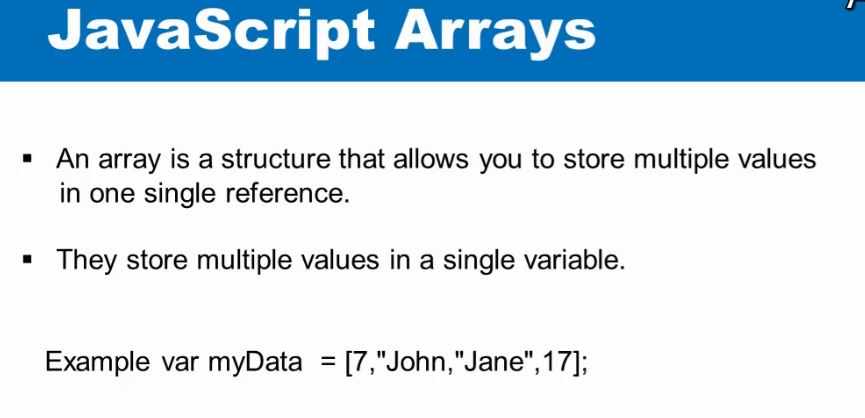 JavaScript Arrays
▪ An array is a structure that allows you to store multiple values
in one single reference.
▪ They store multiple values in a single variable.
Example var myData = [7,"John,"Jane",17];